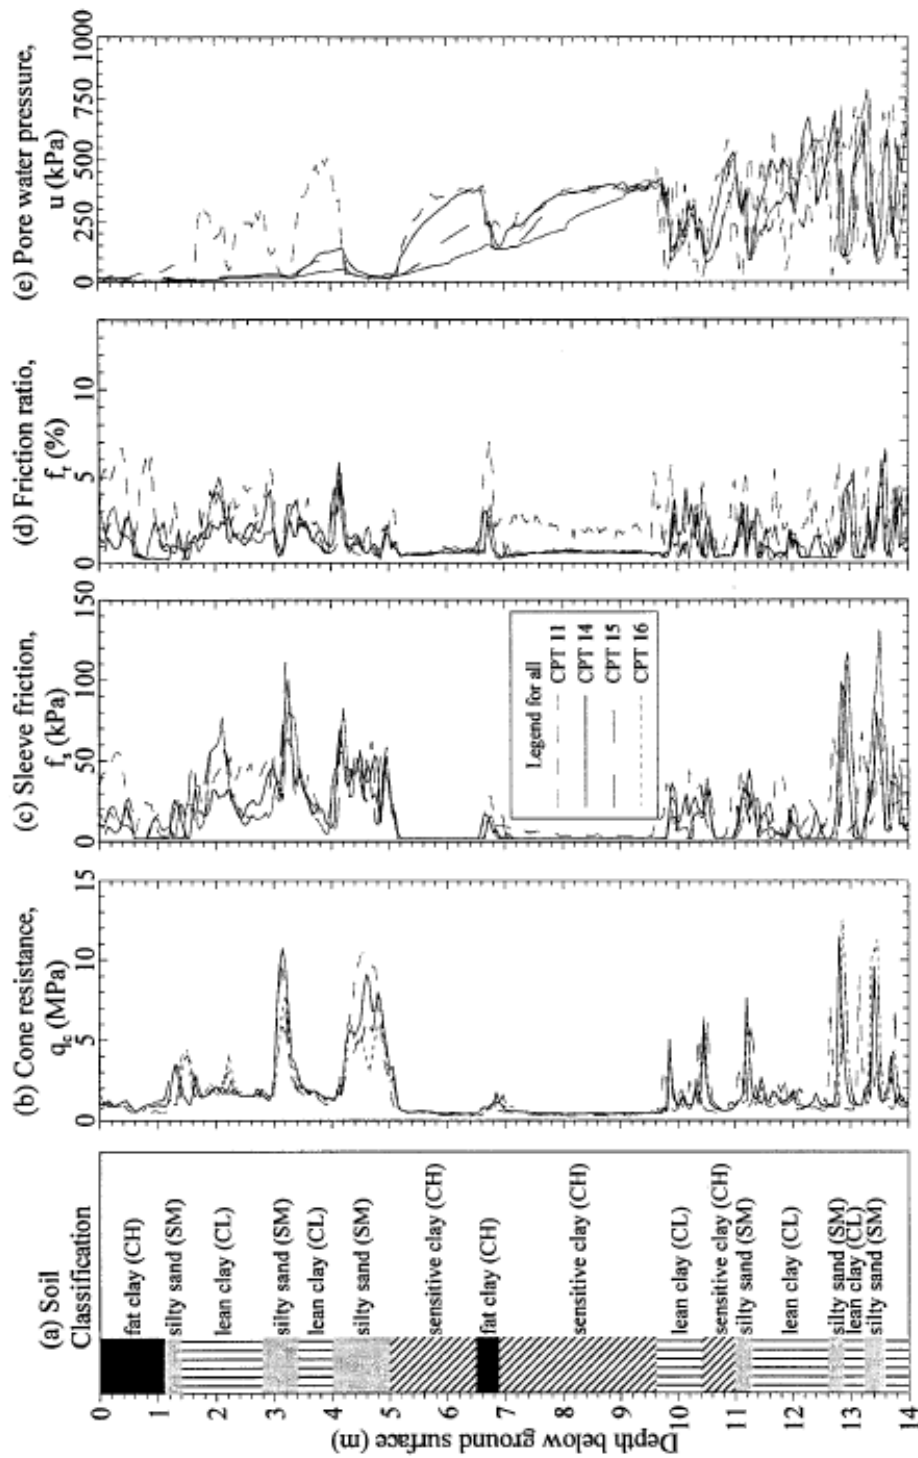 (a) Soil
Classification
fat clay (CH)
silty sand (SM)
lean clay (CL)
silty sand (SM)
lean clay (CL)
silty sand (SM)
sensitive clay (CH)
fat clay (CH)
sensitive clay (CH)
lean clay (CL)
sensitive clay (CH)
silty sand (SM)
lean clay (CL)
silty sand (SM)
lean clay (CL)
silty sand (SM)
0 1 2 3 4 5 6 7 8 9 10 11 12 13 14
Depth below ground surface (m)
(b) Cone resistance,
qc (MPa)
0 5 10 15
(c) Sleeve friction,
fs (kPa)
0 50 100 150
Legend for all
CPT 11
CPT 14
CPT 15
CPT 16
(d) Friction ratio,
fr (%)
0 5 10
(e) Pore water pressure,
u (kPa)
0 250 500 750 1000